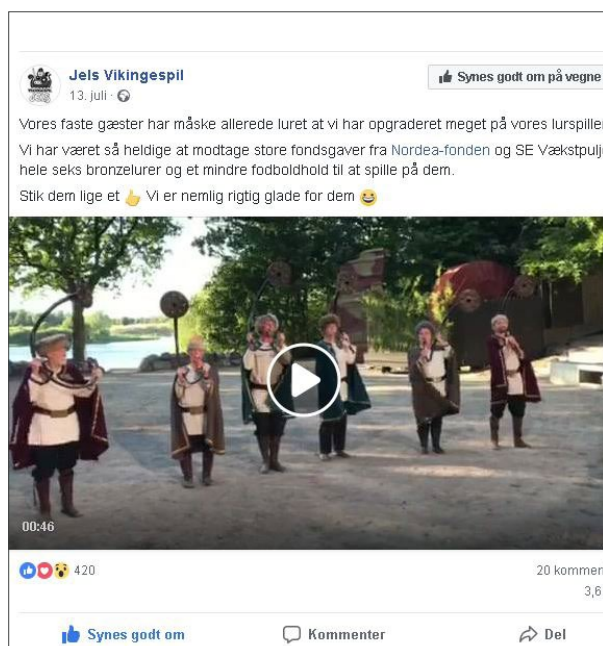 Jels Vikingespil
13. juli
Synes godt om på vegne
Vores faste gæster har måske allerede luret at vi har opgraderet meget på vores lurspiller
Vi har været så heldige at modtage store fondsgaver fra Nordea-fonden og SE Vækstpulje
hele seks bronzelurer og et mindre fodboldhold til at spille på dem.
Stik dem lige et 👍 Vi er nemlig rigtig glade for dem 😄
00:46
420
20 kommen
3,6
Synes godt om
Kommenter
Del